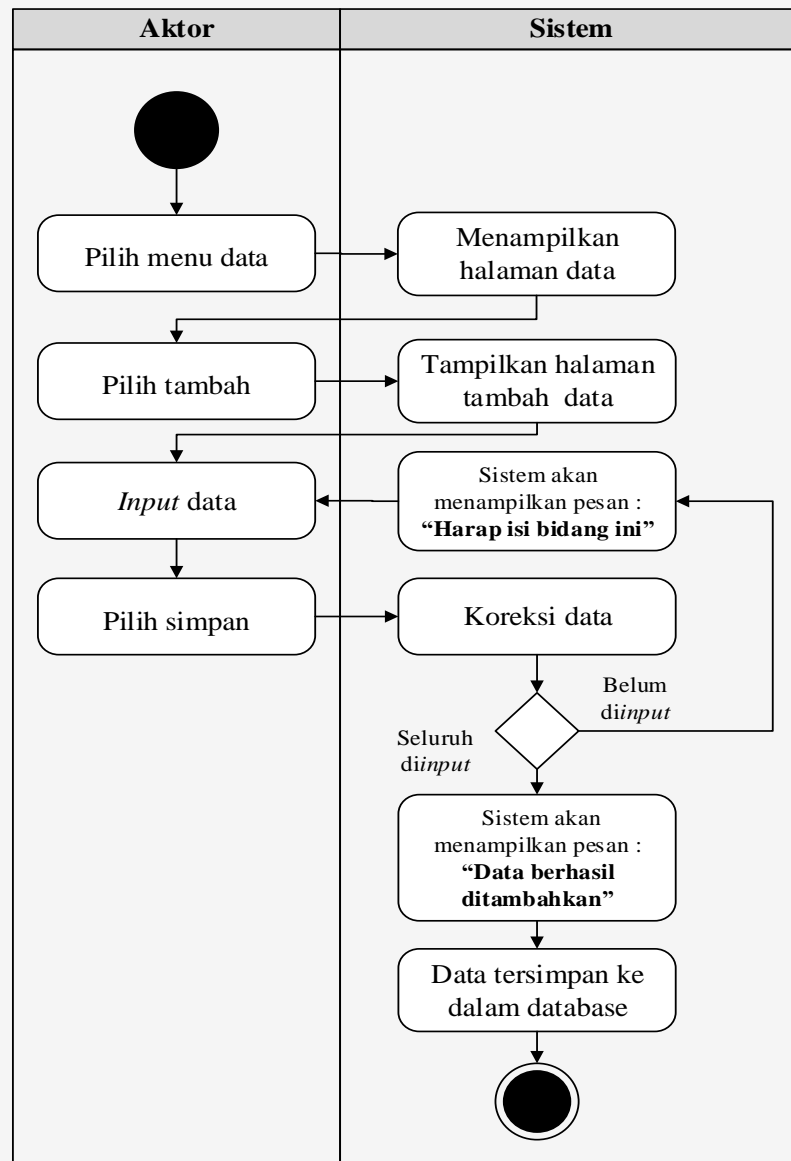 Aktor
Sistem
Pilih menu data
Menampilkan
halaman data
Pilih tambah
Tampilkan halaman
tambah data
Input data
Sistem akan
menampilkan pesan :
“Harap isi bidang ini”
Pilih simpan
Koreksi data
Belum
diinput
Seluruh
diinput
Sistem akan
menampilkan pesan :
“Data berhasil
ditambahkan”
Data tersimpan ke
dalam database